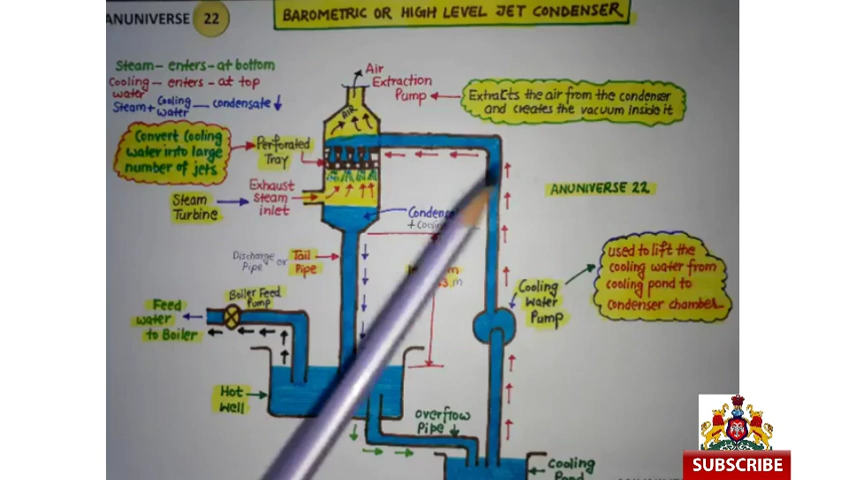 ANUNIVERSE 22
BAROMETRIC OR HIGH LEVEL JET CONDENSER
Steam - enters - at bottom
Cooling water - enters - at top
Steam + Cooling water - condensate ↓
Air
Extraction
Pump
Extracts the air from the condenser
and creates the vacuum inside it
AIR
Convert Cooling
water into large
number of jets
Perforated
Tray
Exhaust
steam
inlet
Steam
Turbine
ANUNIVERSE 22
Discharge or
Pipe
Tail
Pipe
m
m
used to lift the
cooling water from
cooling pond to
condenser chamber
Cooling
Water
Pump
Boiler Feed
Pump
Feed
water
to Boiler
Hot
Well
overflow
Pipe
Cooling
SUBSCRIBE